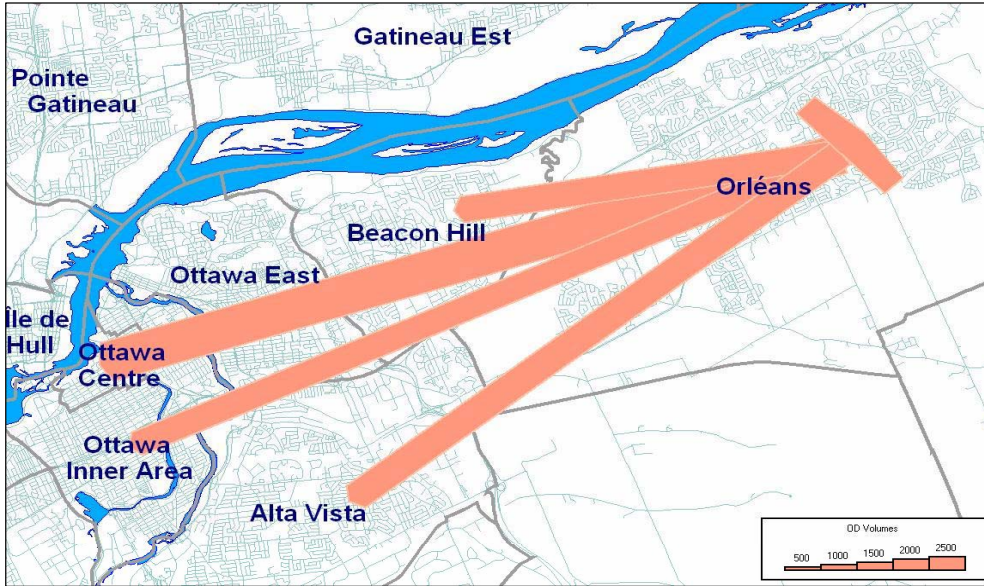 Gatineau Est
Pointe
Gatineau
Orléans
Beacon Hill
Ottawa East
Île de
Hull
Ottawa
Centre
Ottawa
Inner Area
Alta Vista
OD Volumes
500 1000 1500 2000 2500